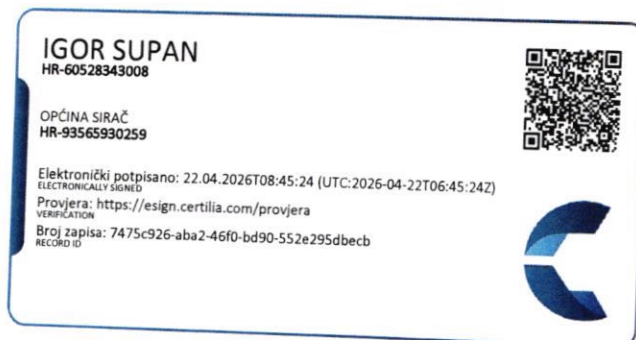 IGOR SUPAN
HR-60528343008
OPĆINA SIRAČ
HR-93565930259
Elektronički potpisano: 22.04.2026T08:45:24 (UTC:2026-04-22T06:45:24Z)
ELECTRONICALLY SIGNED
Provjera: https://esign.certilia.com/provjera
VERIFICATION
Broj zapisa: 7475c926-aba2-46f0-bd90-552e295dbecb
RECORD ID